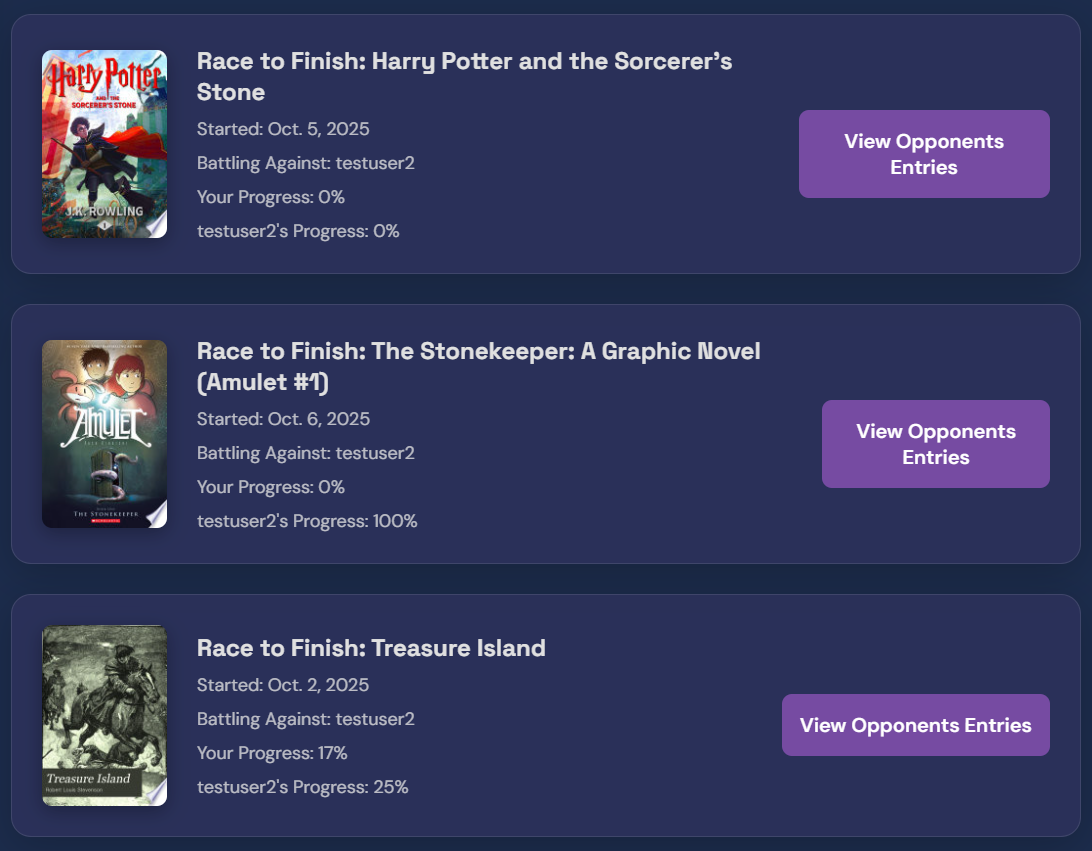 Harry Potter
AND THE
SORCERER'S STONE
J.K. ROWLING
1
Race to Finish: Harry Potter and the Sorcerer’s
Stone
Started: Oct. 5, 2025
Battling Against: testuser2
Your Progress: 0%
testuser2's Progress: 0%
View Opponents
Entries
AMULET
THE STONEKEEPER
SCHOLASTIC
Race to Finish: The Stonekeeper: A Graphic Novel
(Amulet #1)
Started: Oct. 6, 2025
Battling Against: testuser2
Your Progress: 0%
testuser2's Progress: 100%
View Opponents
Entries
Treasure Island
Robert Louis Stevenson
Race to Finish: Treasure Island
Started: Oct. 2, 2025
Battling Against: testuser2
Your Progress: 17%
testuser2's Progress: 25%
View Opponents Entries